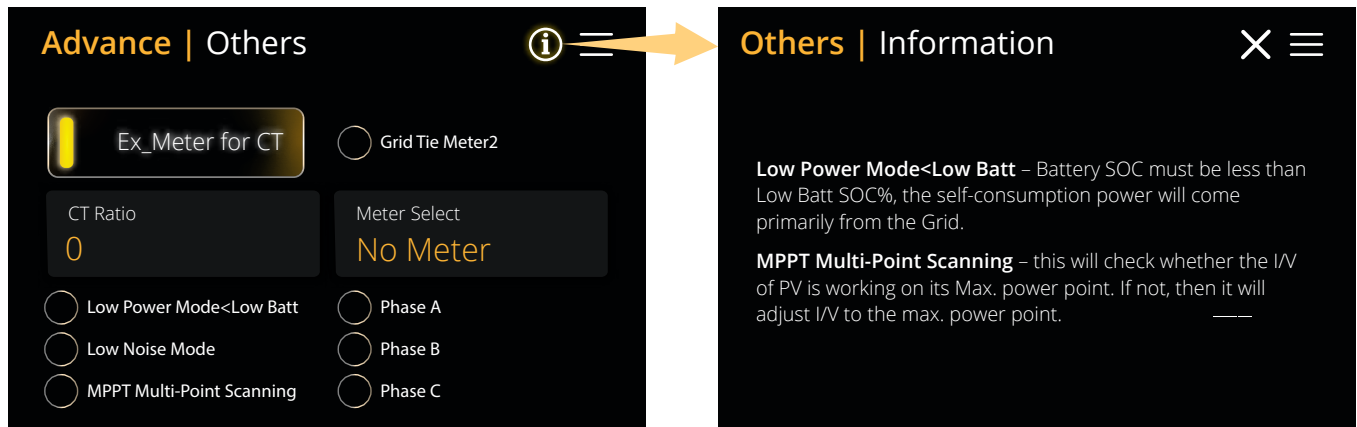 Advance | Others
Ex_Meter for CT
Grid Tie Meter2
CT Ratio
0
Meter Select
No Meter
Low Power Mode<Low Batt
Low Noise Mode
MPPT Multi-Point Scanning
Phase A
Phase B
Phase C
Others | Information
Low Power Mode<Low Batt – Battery SOC must be less than
Low Batt SOC%, the self-consumption power will come
primarily from the Grid.
MPPT Multi-Point Scanning – this will check whether the I/V
of PV is working on its Max. power point. If not, then it will
adjust I/V to the max. power point.